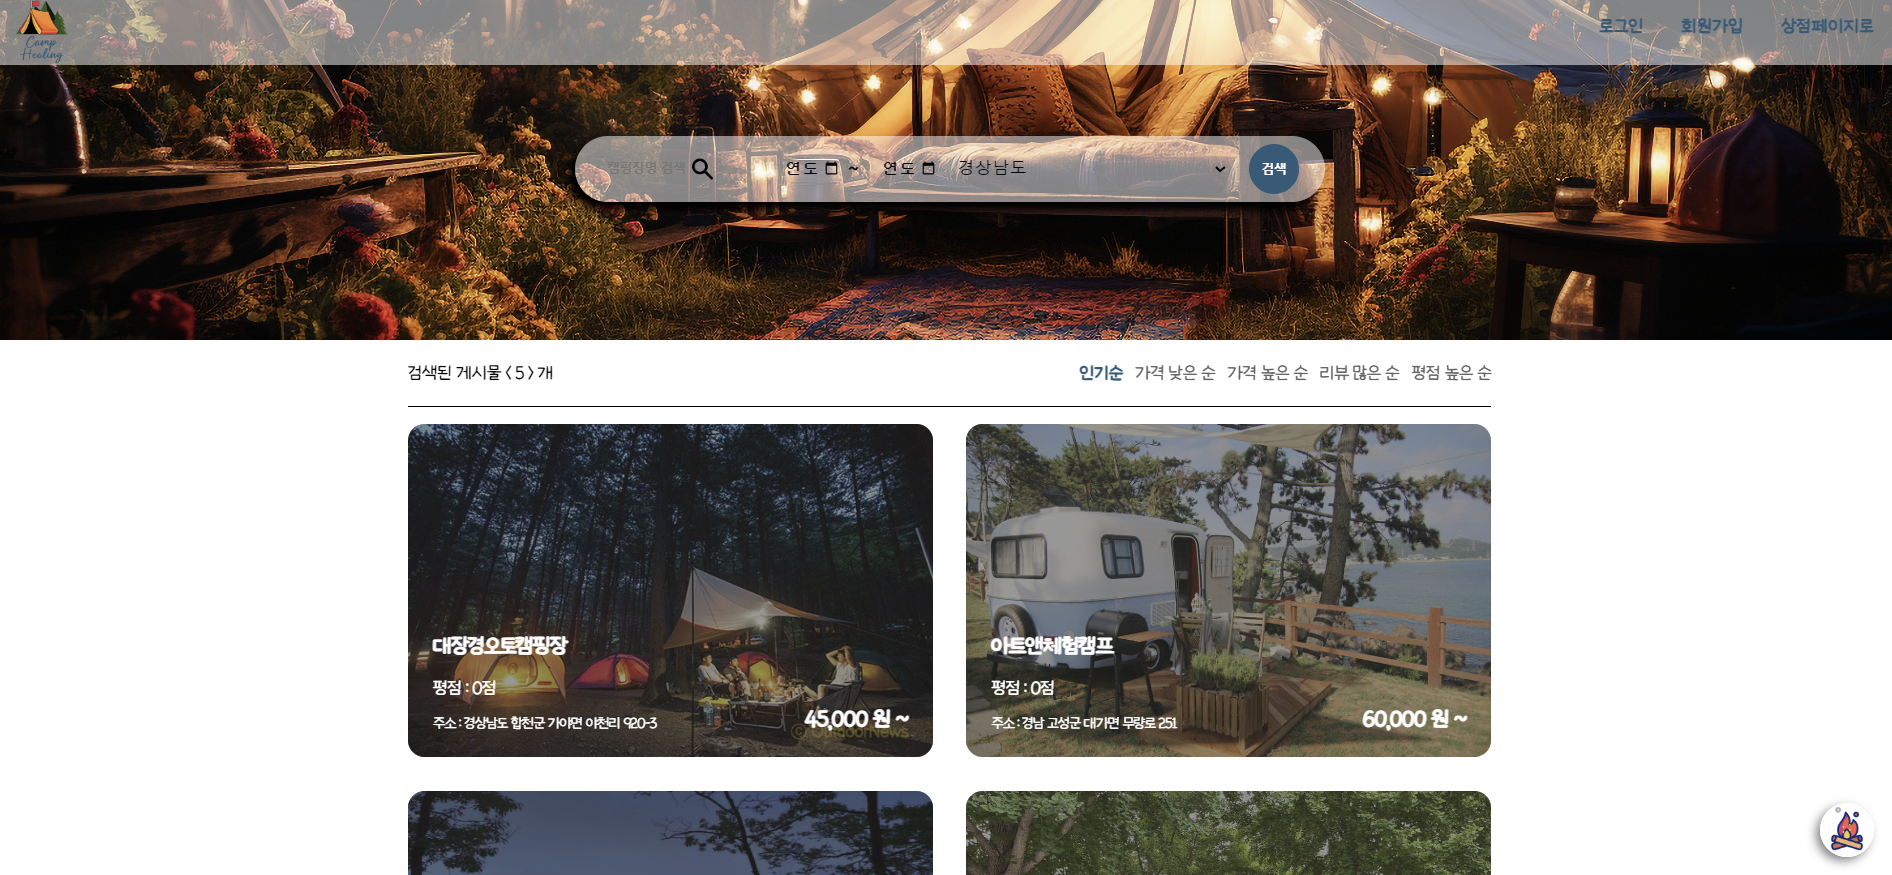 Camp
Healing
로그인 회원가입 상점페이지로
캠핑장명 검색 연도 ~ 연도 경상남도 검색
검색된 게시물 < 5 > 개
인기순 가격 낮은 순 가격 높은 순 리뷰 많은 순 평점 높은 순
대장경오토캠핑장
평점 : 0점
주소 : 경상남도 합천군 가야면 야천리 920-3
45,000 원 ~
©OutdoorNews
아트앤체험캠프
평점 : 0점
주소 : 경남 고성군 대가면 무량로 251
60,000 원 ~